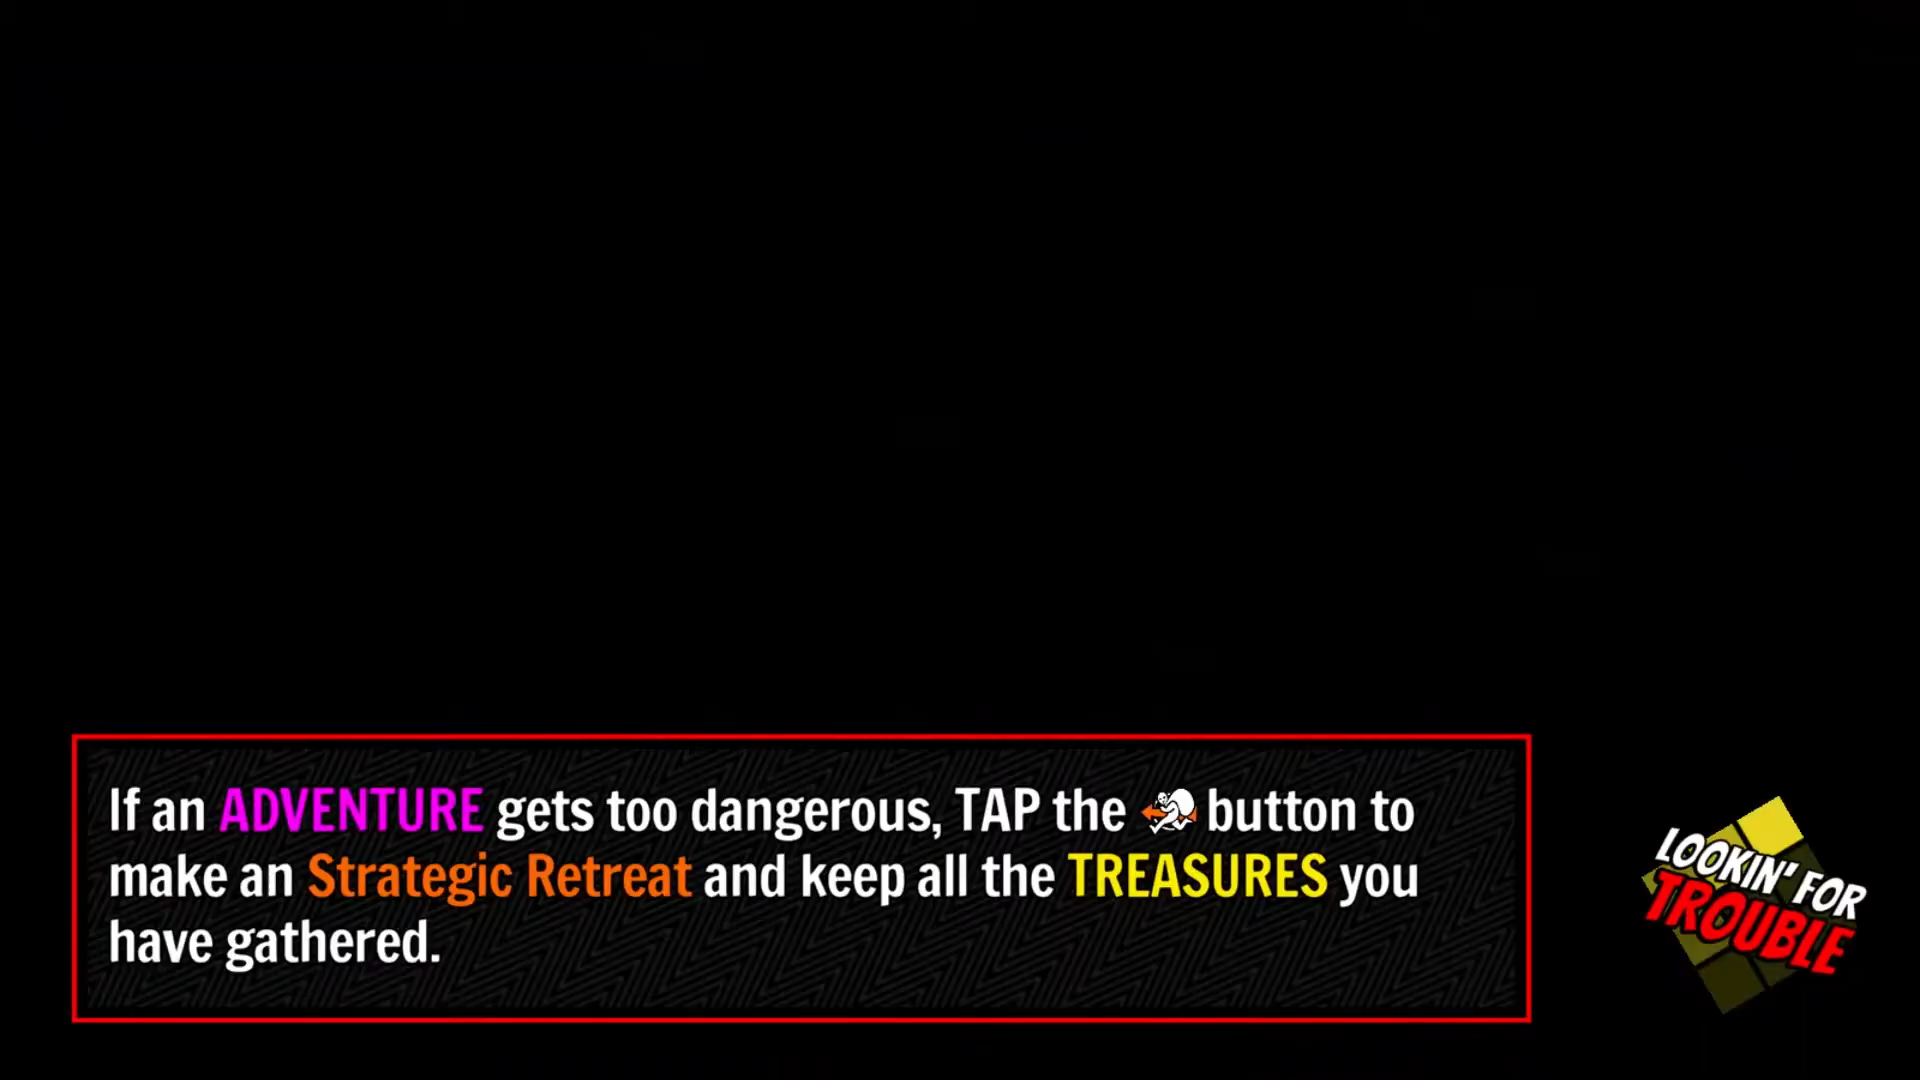 If an ADVENTURE gets too dangerous, TAP the button to
make an Strategic Retreat and keep all the TREASURES you
have gathered.
LOOKIN' FOR
TROUBLE